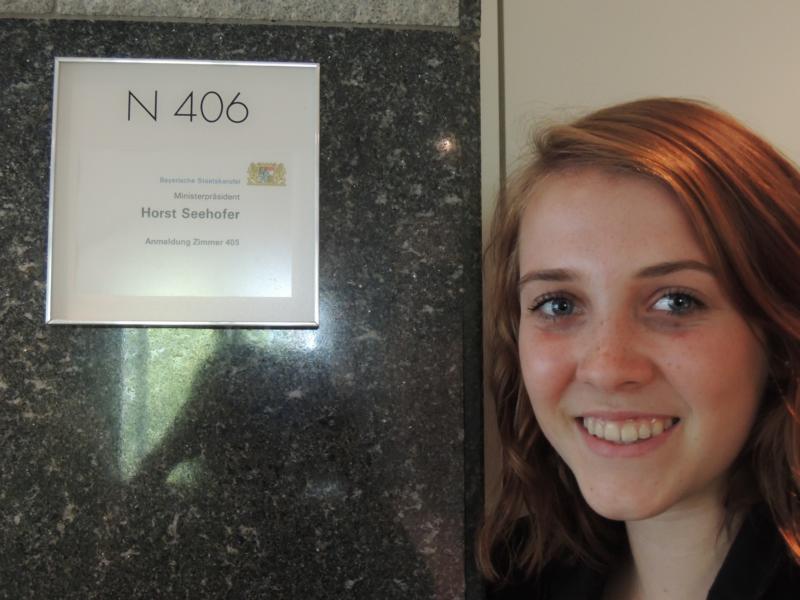 N 406
Bayerische Staatskanzlei
Ministerpräsident
Horst Seehofer
Anmeldung Zimmer 405